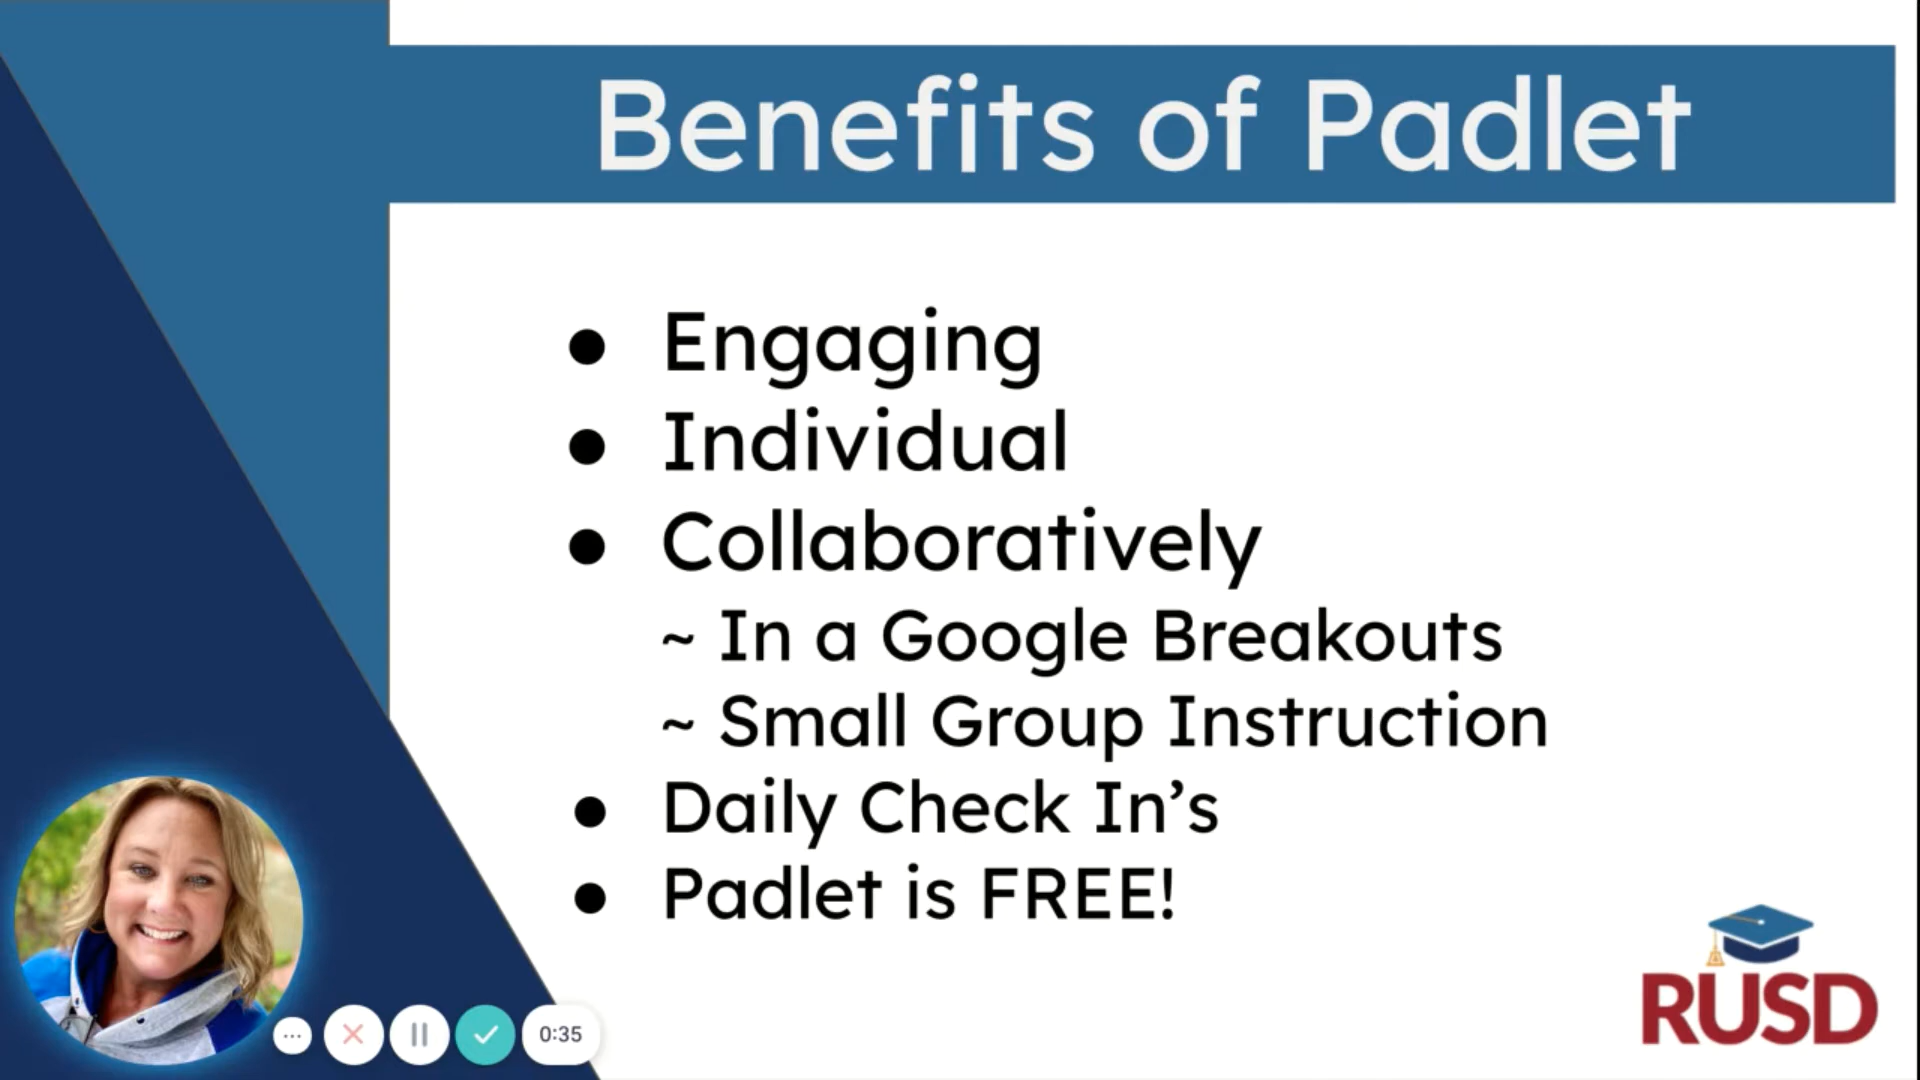 Benefits of Padlet
● Engaging
● Individual
● Collaboratively
~ In a Google Breakouts
~ Small Group Instruction
● Daily Check In’s
● Padlet is FREE!
RUSD
0:35